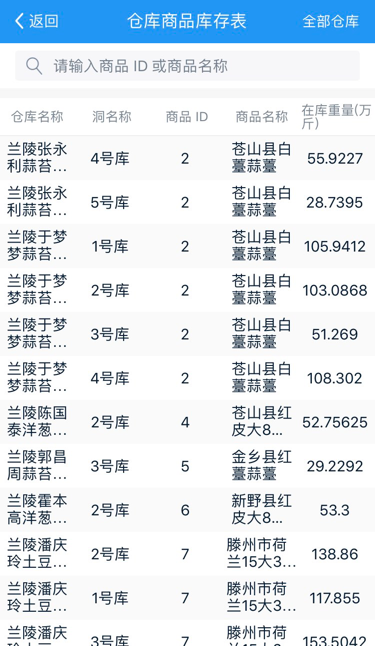 返回 仓库商品库存表 全部仓库
请输入商品 ID 或商品名称
仓库名称 洞名称 商品 ID 商品名称 在库重量(万斤)
兰陵张永利蒜苔... 4号库 2 苍山县白薹蒜薹 55.9227
兰陵张永利蒜苔... 5号库 2 苍山县白薹蒜薹 28.7395
兰陵于梦梦蒜苔... 1号库 2 苍山县白薹蒜薹 105.9412
兰陵于梦梦蒜苔... 2号库 2 苍山县白薹蒜薹 103.0868
兰陵于梦梦蒜苔... 3号库 2 苍山县白薹蒜薹 51.269
兰陵于梦梦蒜苔... 4号库 2 苍山县白薹蒜薹 108.302
兰陵陈国泰洋葱... 2号库 4 苍山县红皮大8... 52.75625
兰陵郭昌周蒜苔... 3号库 5 金乡县红薹蒜薹 29.2292
兰陵霍本高洋葱... 2号库 6 新野县红皮大8... 53.3
兰陵潘庆玲土豆... 2号库 7 滕州市荷兰15大3... 138.86
兰陵潘庆玲土豆... 1号库 7 滕州市荷兰15大3... 117.855
兰陵潘庆 3号库 7 滕州市荷 153.5042